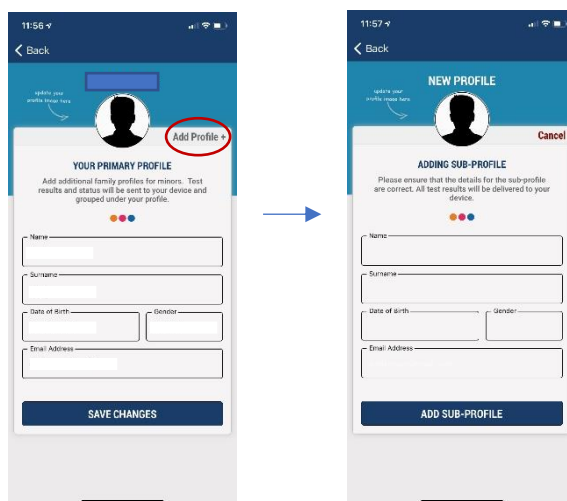 11:56
Back
update your
profile image here
Add Profile +
YOUR PRIMARY PROFILE
Add additional family profiles for minors. Test
results and status will be sent to your device and
grouped under your profile.
Name
Surname
Date of Birth
Gender
Email Address
SAVE CHANGES
11:57
Back
NEW PROFILE
update your
profile image here
Cancel
ADDING SUB-PROFILE
Please ensure that the details for the sub-profile
are correct. All test results will be delivered to your
device.
Name
Surname
Date of Birth
Gender
Email Address
ADD SUB-PROFILE